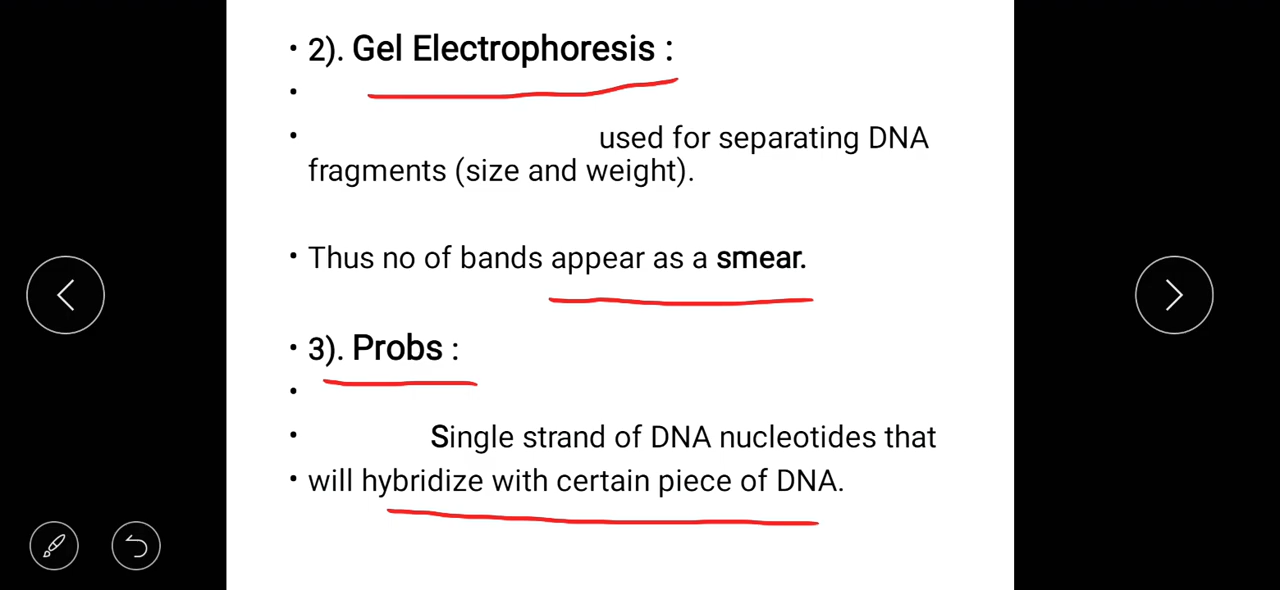 • 2). Gel Electrophoresis :
•
• used for separating DNA
fragments (size and weight).
• Thus no of bands appear as a smear.
• 3). Probs :
•
• Single strand of DNA nucleotides that
• will hybridize with certain piece of DNA.